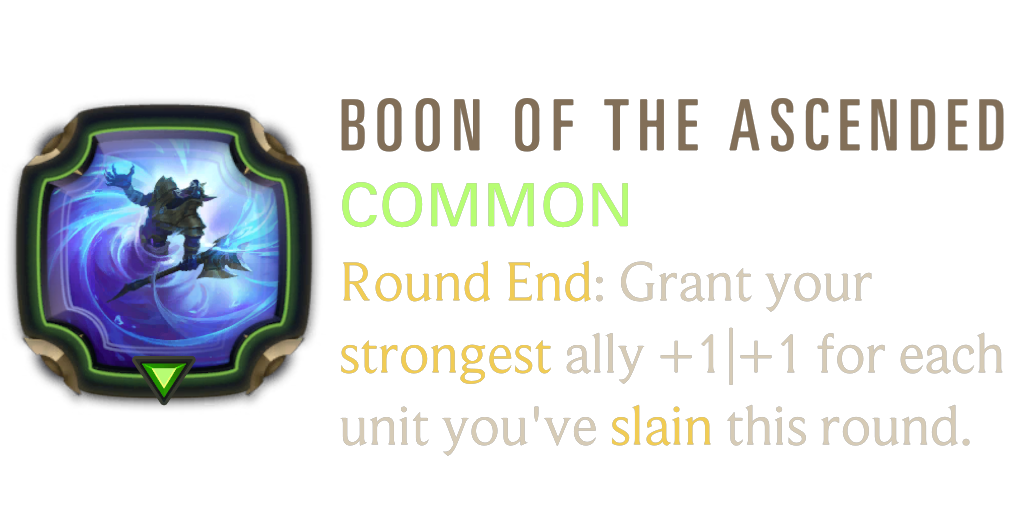 BOON OF THE ASCENDED
COMMON
Round End: Grant your
strongest ally +1|+1 for each
unit you've slain this round.